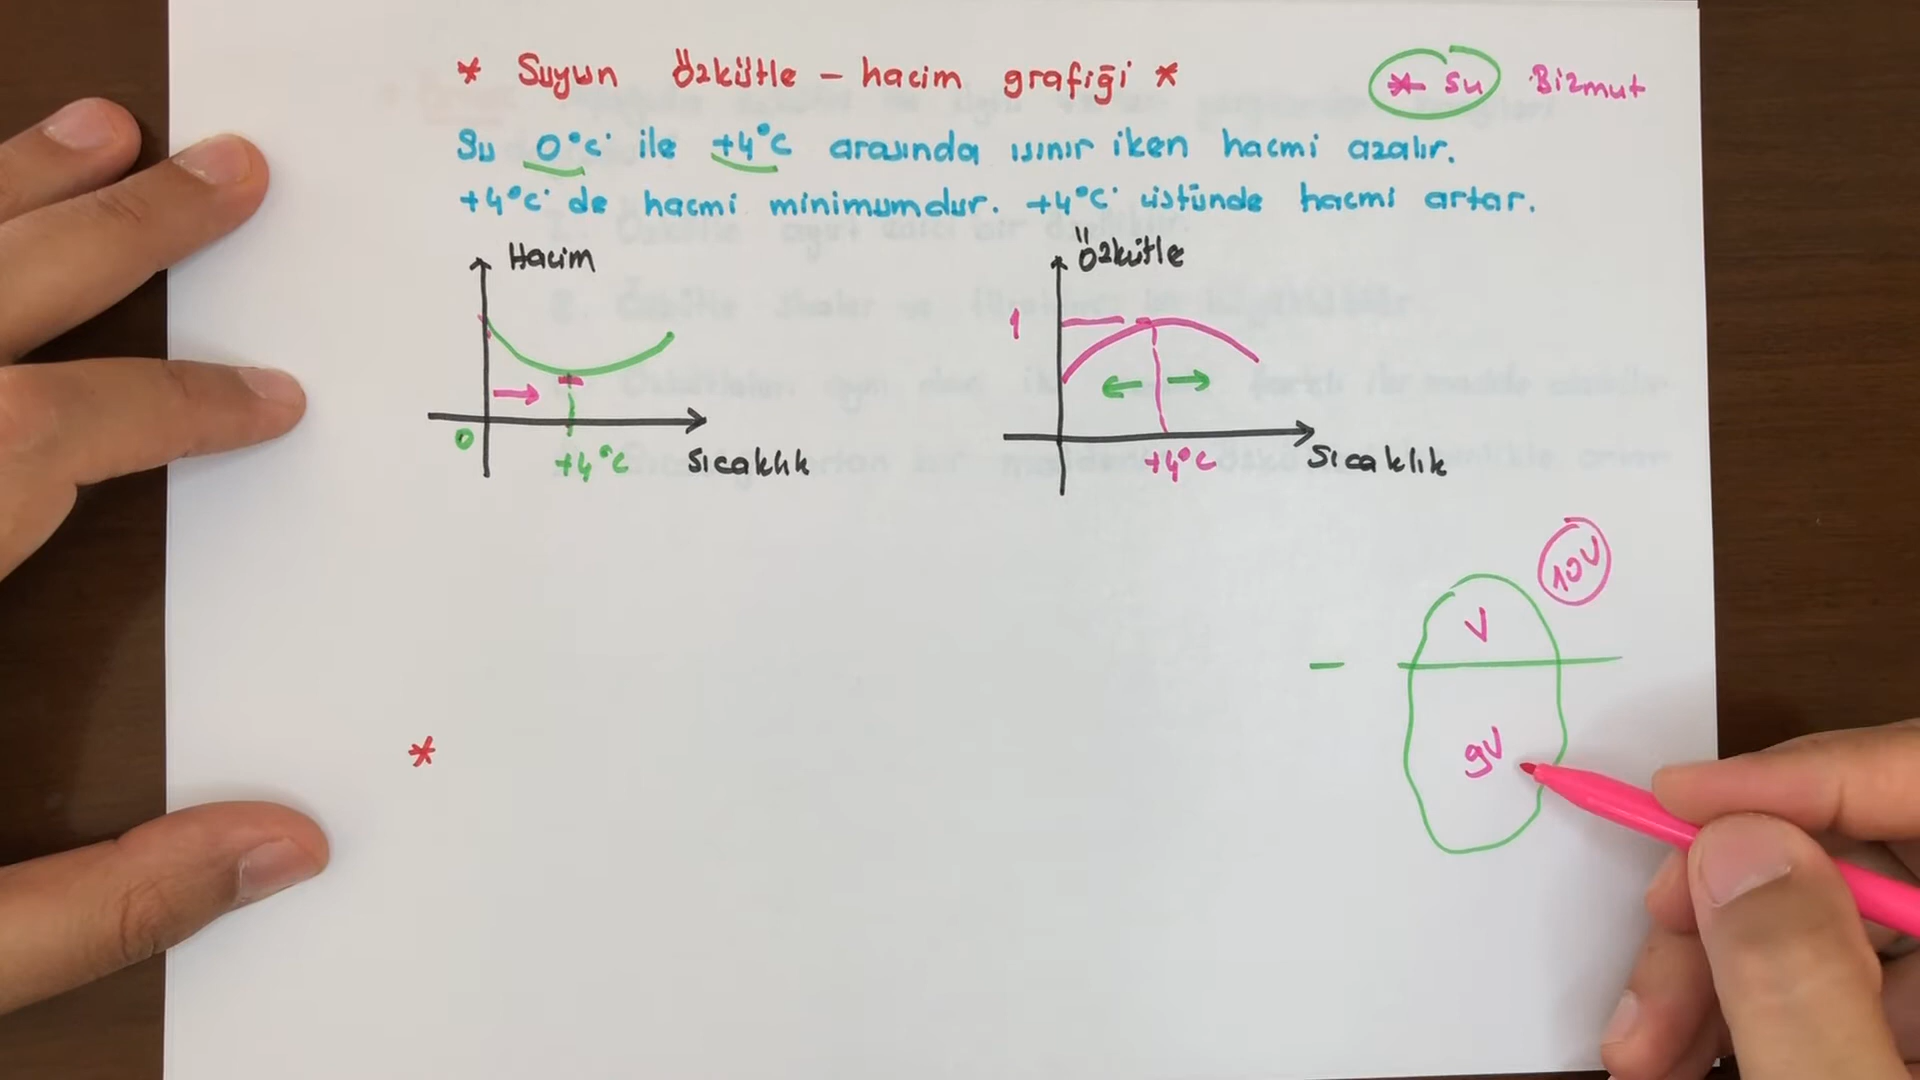 * Suyun Özkütle - hacim grafiği *
* Su Bizmut
Su 0°C ile +4°C arasında ısınır iken hacmi azalır.
+4°C de hacmi minimumdur. +4°C üstünde hacmi artar.
Hacim
0
+4°C
Sıcaklık
Özkütle
1
+4°C
Sıcaklık
10V
V
9V
*